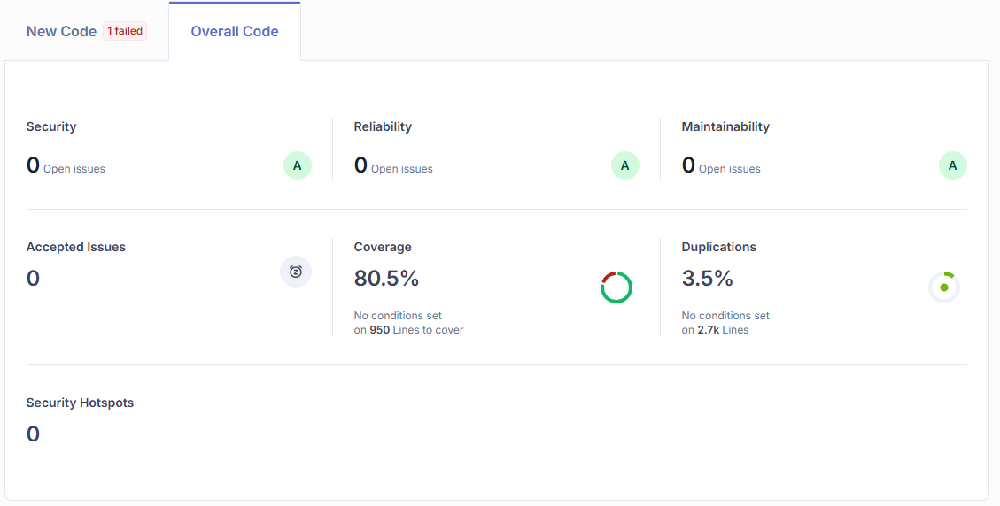 New Code 1 failed Overall Code
Security Reliability Maintainability
0 Open issues A 0 Open issues A 0 Open issues A
Accepted Issues Coverage Duplications
0 80.5% 3.5%
No conditions set No conditions set
on 950 Lines to cover on 2.7k Lines
Security Hotspots
0